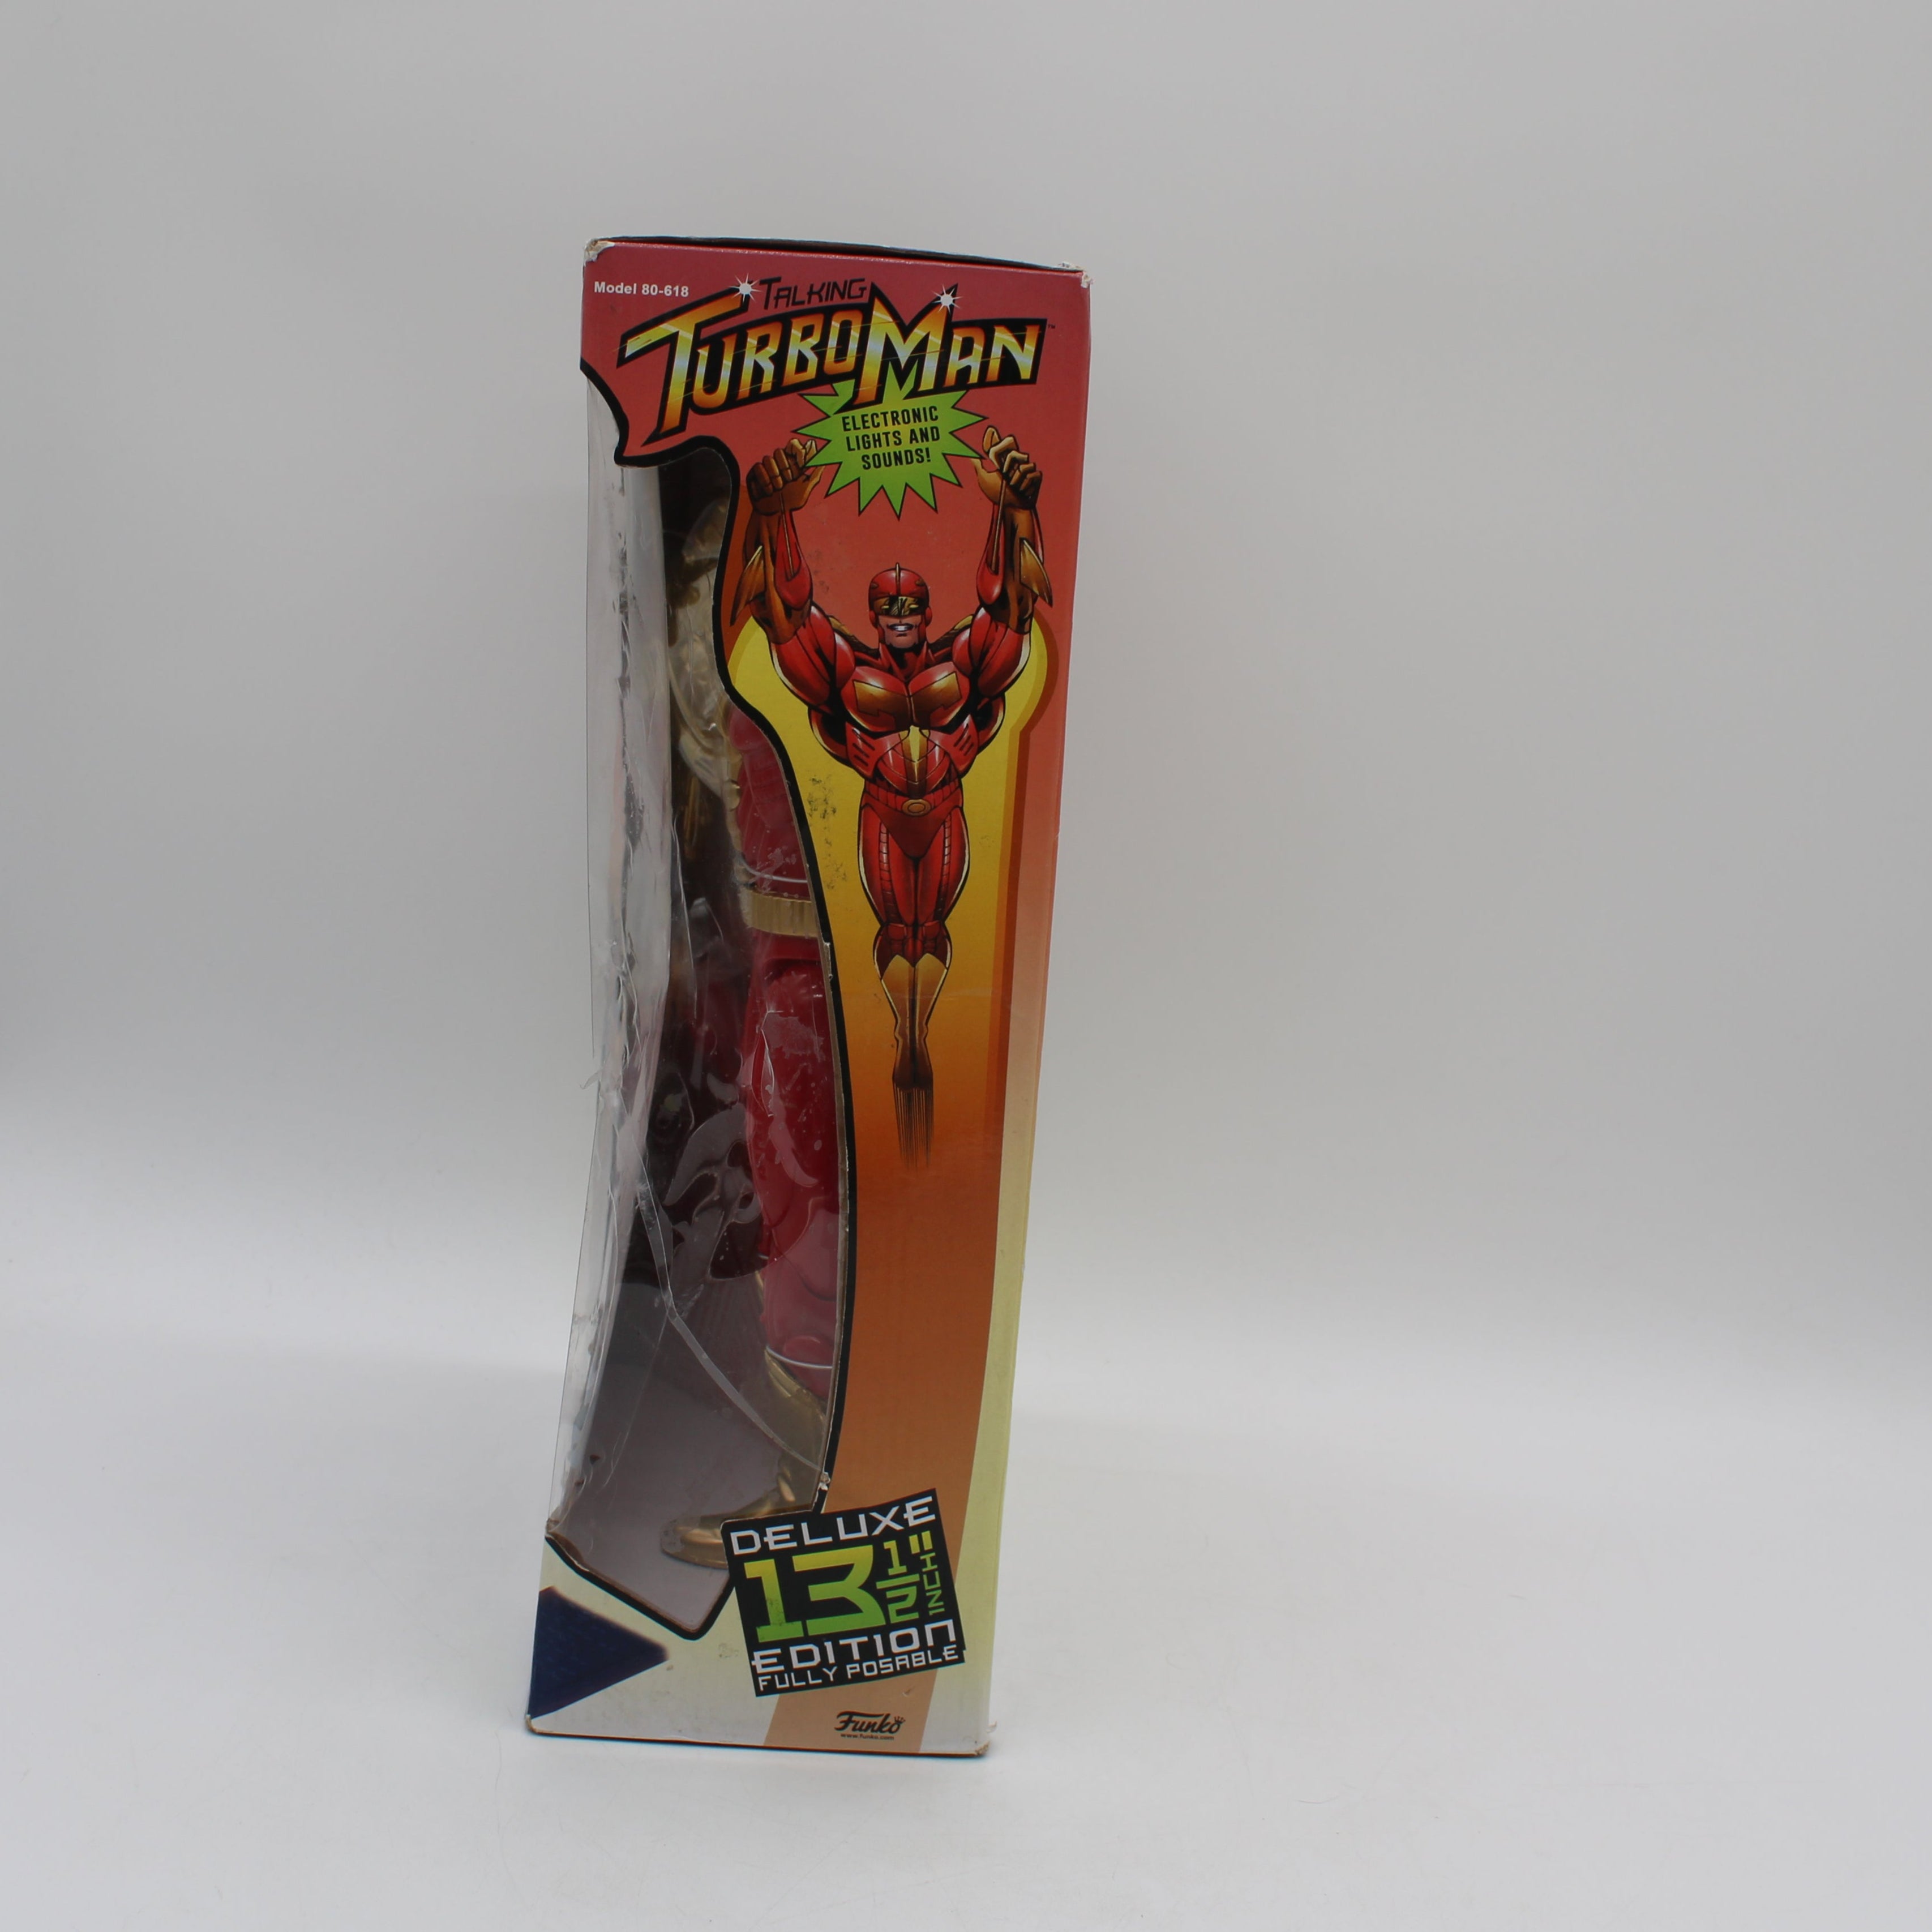 Model 80-618
TALKING
TURBOMAN™
ELECTRONIC
LIGHTS AND
SOUNDS!
DELUXE
13 1/2" INCH
EDITION
FULLY POSABLE
Funko
www.funko.com